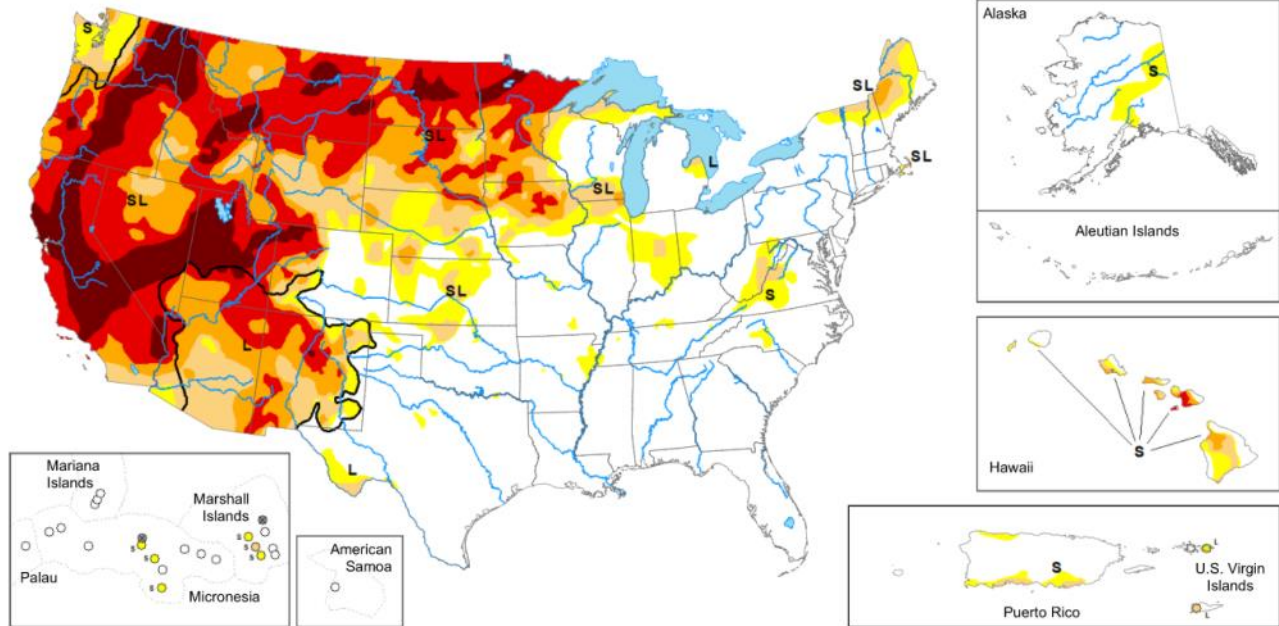 S
SL
SL
SL
SL
L
L
SL
L
SL
S
Alaska
S
Aleutian Islands
S
Hawaii
Mariana
Islands
Marshall
Islands
S
S
S
S
S
Palau
Micronesia
American
Samoa
S
L
U.S. Virgin
Islands
L
Puerto Rico